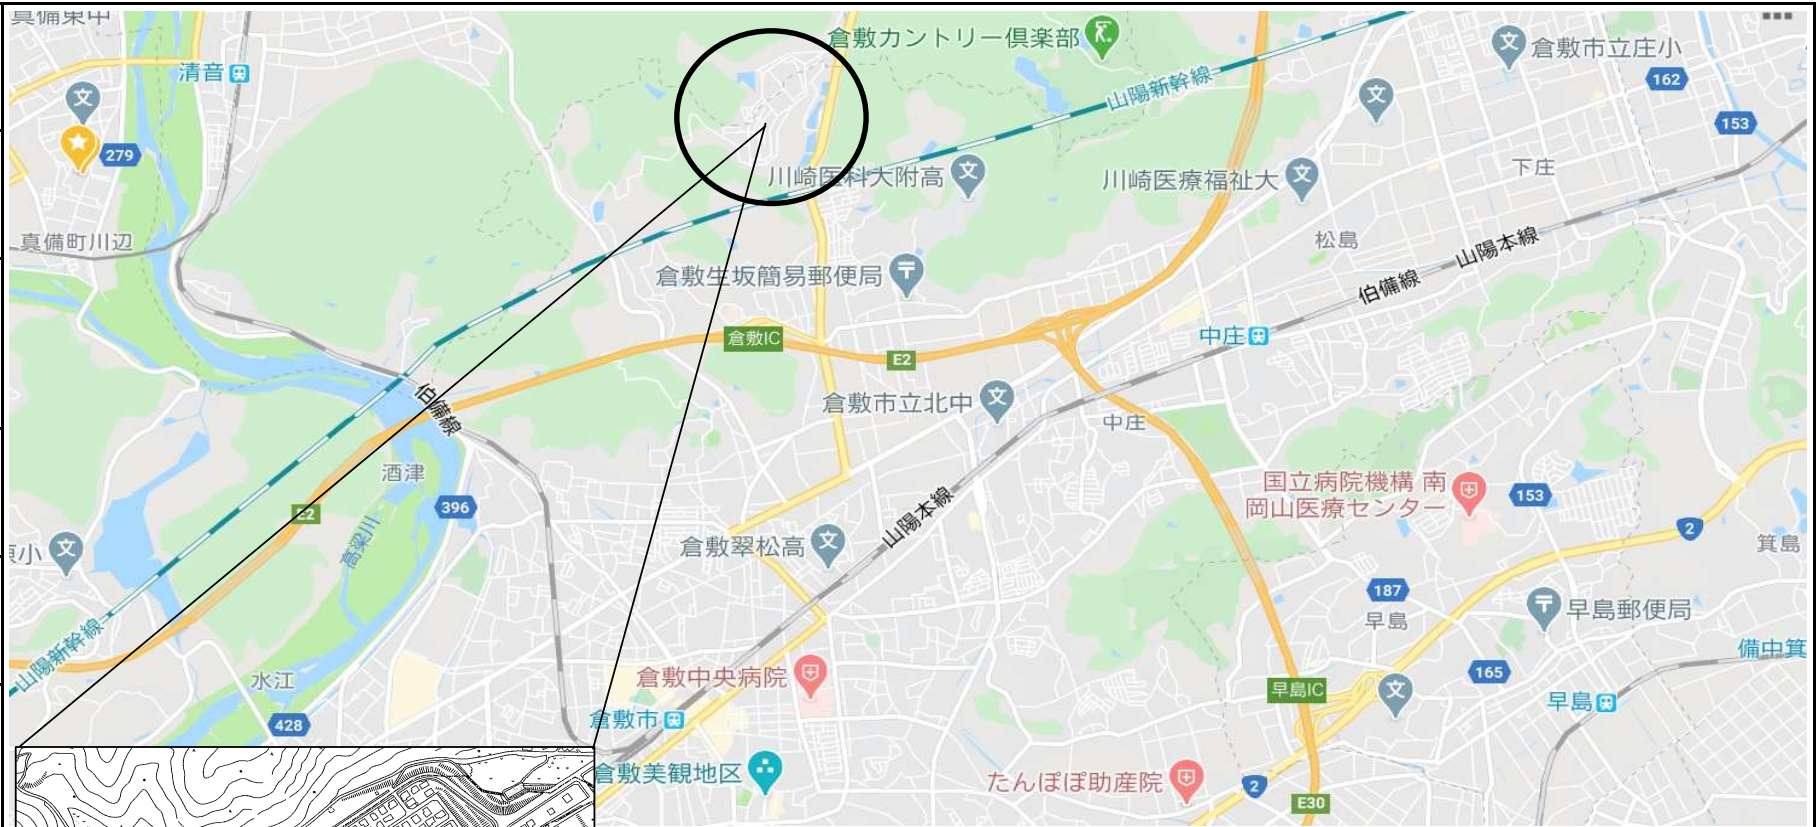 真備東中
倉敷カントリー倶楽部
倉敷市立庄小
清音
162
山陽新幹線
153
279
川崎医科大附高
川崎医療福祉大
下庄
真備町川辺
松島
山陽本線
倉敷生坂簡易郵便局
伯備線
倉敷IC
中庄
E2
伯備線
倉敷市立北中
中庄
酒津
国立病院機構 南
岡山医療センター
153
396
E2
山陽本線
2
高梁川
倉敷翠松高
箕島
小
187
早島郵便局
早島
山陽新幹線
備中箕
水江
倉敷中央病院
165
早島IC
早島
428
倉敷市
倉敷美観地区
たんぽぽ助産院
2
E30